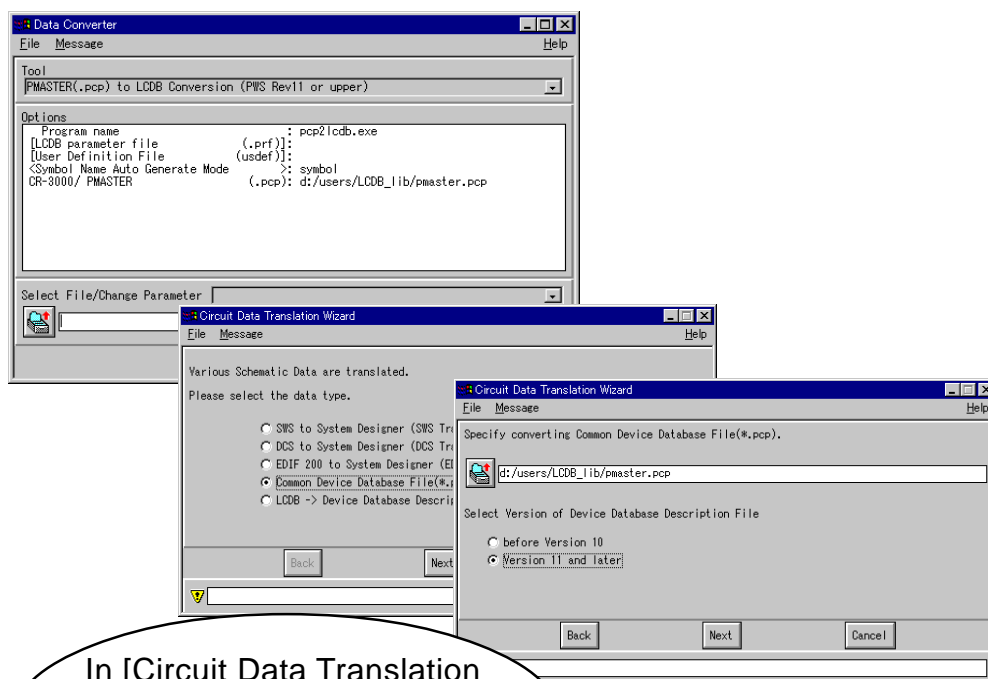 Data Converter
File Message Help
Tool
PMASTER(.pcp) to LCDB Conversion (PWS Rev11 or upper)
Options
Program name : pcp2lcdb.exe
[LCDB parameter file (.prf)]:
[User Definition File (usdef)]:
<Symbol Name Auto Generate Mode >: symbol
CR-3000/ PMASTER (.pcp): d:/users/LCDB_lib/pmaster.pcp
Select File/Change Parameter
Circuit Data Translation Wizard
File Message Help
Various Schematic Data are translated.
Please select the data type.
SWS to System Designer (SWS
DCS to System Designer (DCS
EDIF 200 to System Designer
Common Device Database File(*.
LCDB -> Device Database
Back Next
Circuit Data Translation Wizard
File Message Help
Specify converting Common Device Database File(*.pcp).
d:/users/LCDB_lib/pmaster.pcp
Select Version of Device Database Description File
before Version 10
Version 11 and later
Back Next Cancel
In [Circuit Data Translation